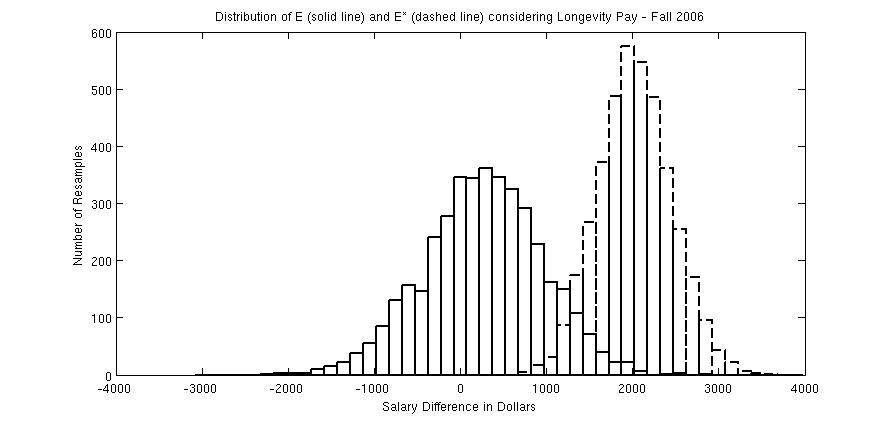 Distribution of E (solid line) and E* (dashed line) considering Longevity Pay - Fall 2006
600
500
400
300
200
100
0
Number of Resamples
-4000 -3000 -2000 -1000 0 1000 2000 3000 4000
Salary Difference in Dollars